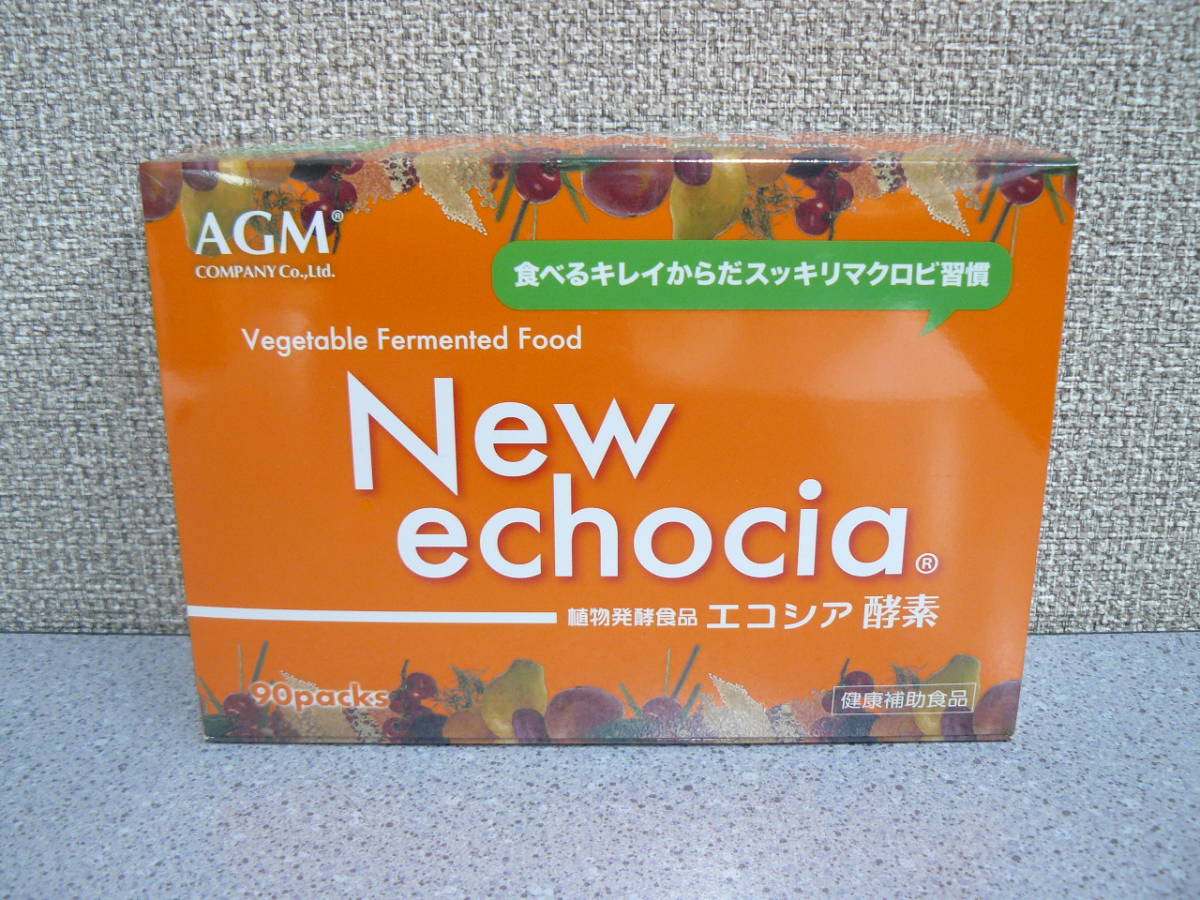 AGM®
COMPANY Co.,Ltd.
食べるキレイからだスッキリマクロビ習慣
Vegetable Fermented Food
New
echocia®
植物発酵食品 エコシア 酵素
90packs
健康補助食品